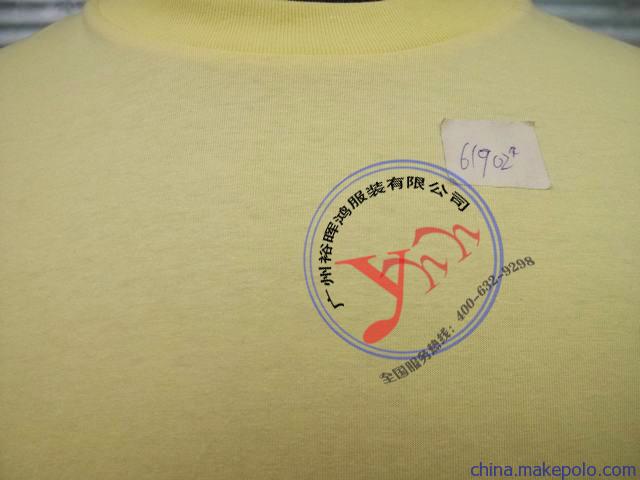 61902#
广州裕晖鸿服装有限公司
yhh
全国服务热线：400-632-9298
china.makepolo.com